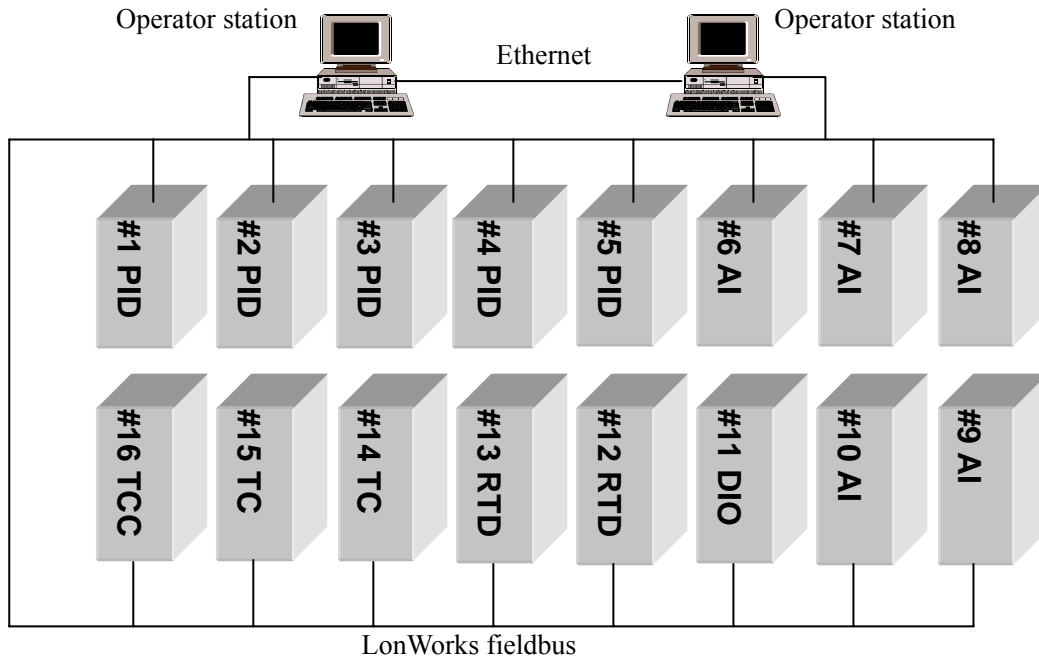 Operator station
Operator station
Ethernet
#1 PID
#2 PID
#3 PID
#4 PID
#5 PID
#6 AI
#7 AI
#8 AI
#16 TCC
#15 TC
#14 TC
#13 RTD
#12 RTD
#11 DIO
#10 AI
#9 AI
LonWorks fieldbus